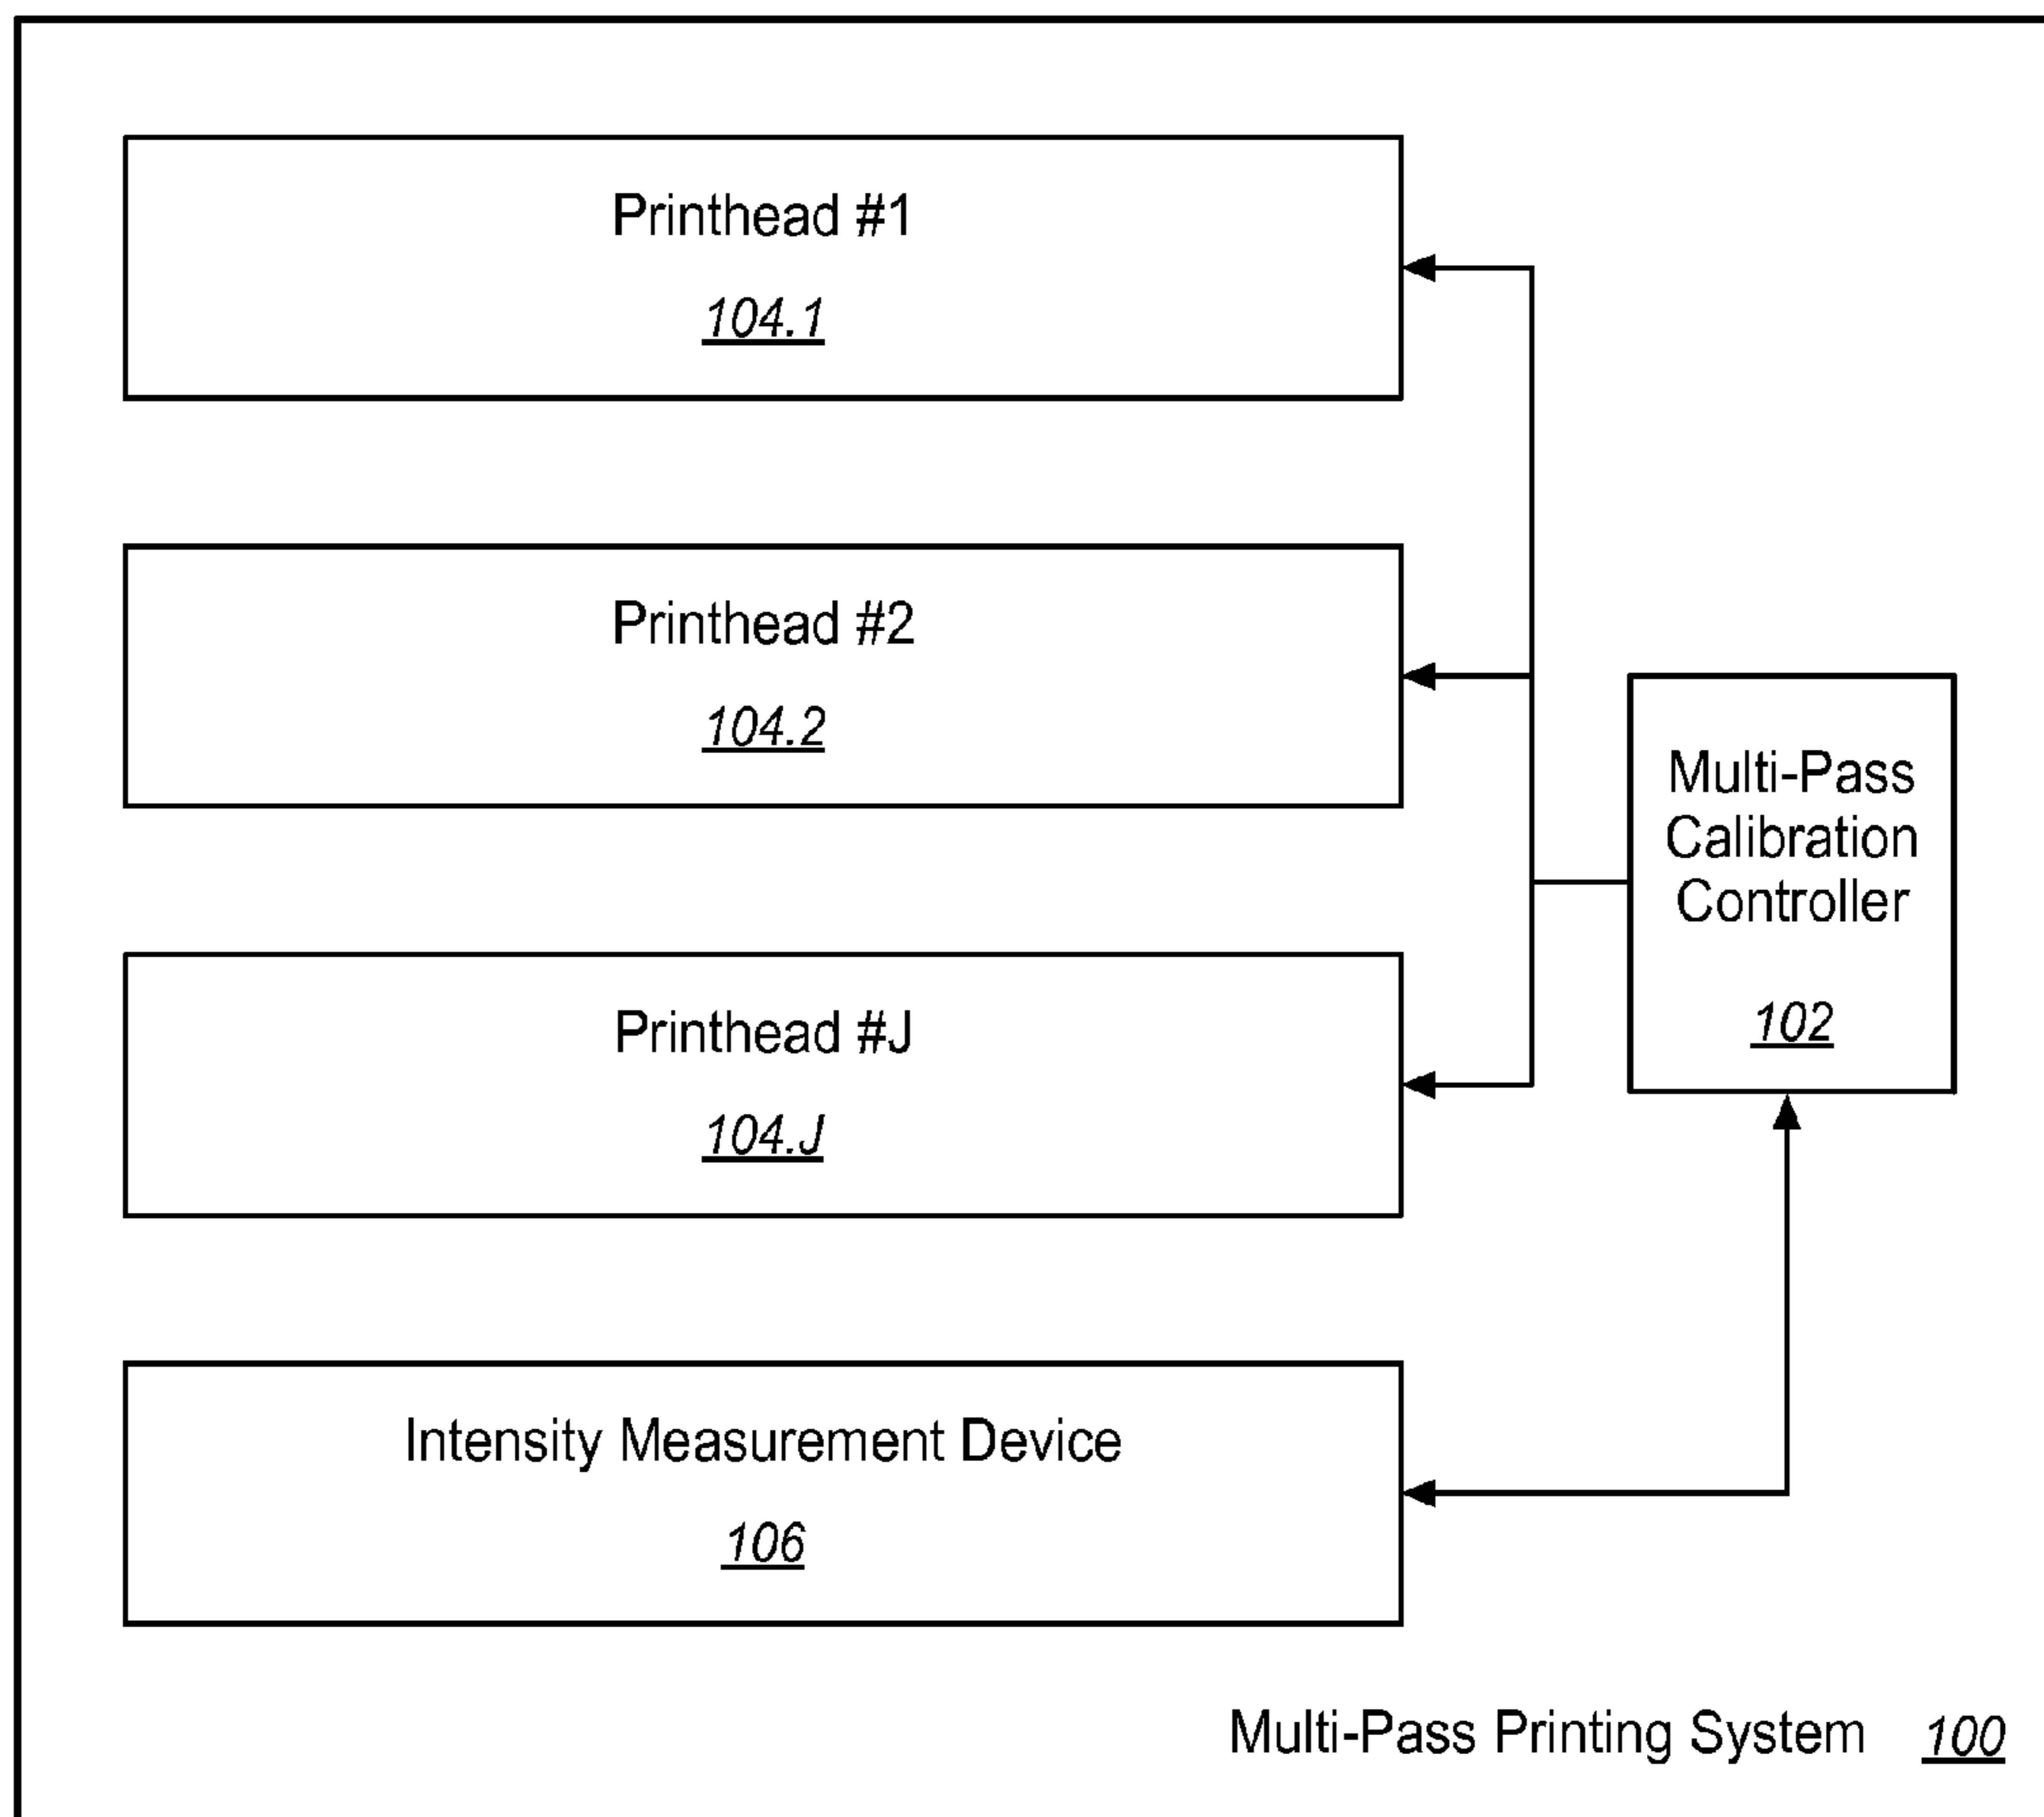 Printhead #1
104.1
Printhead #2
104.2
Multi-Pass
Calibration
Controller
102
Printhead #J
104.J
Intensity Measurement Device
106
Multi-Pass Printing System 100